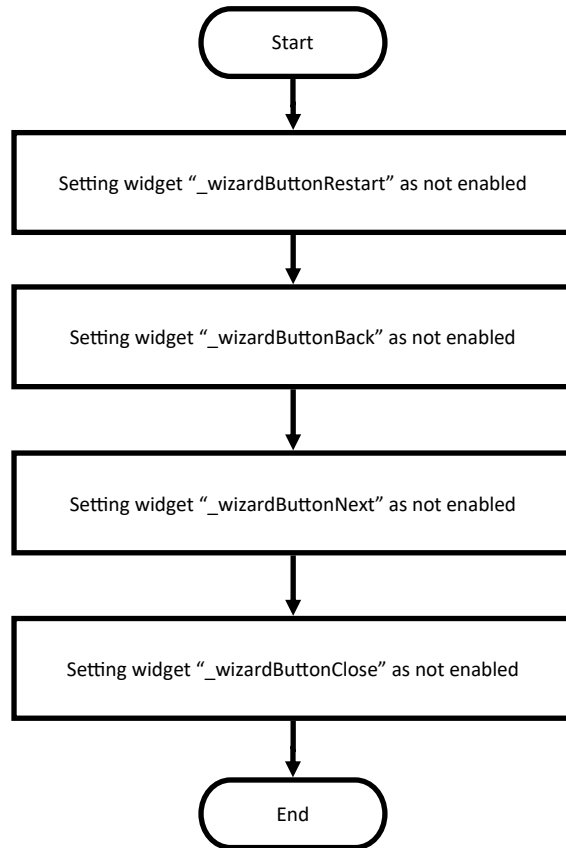 Start
Setting widget “_wizardButtonRestart” as not enabled
Setting widget “_wizardButtonBack” as not enabled
Setting widget “_wizardButtonNext” as not enabled
Setting widget “_wizardButtonClose” as not enabled
End